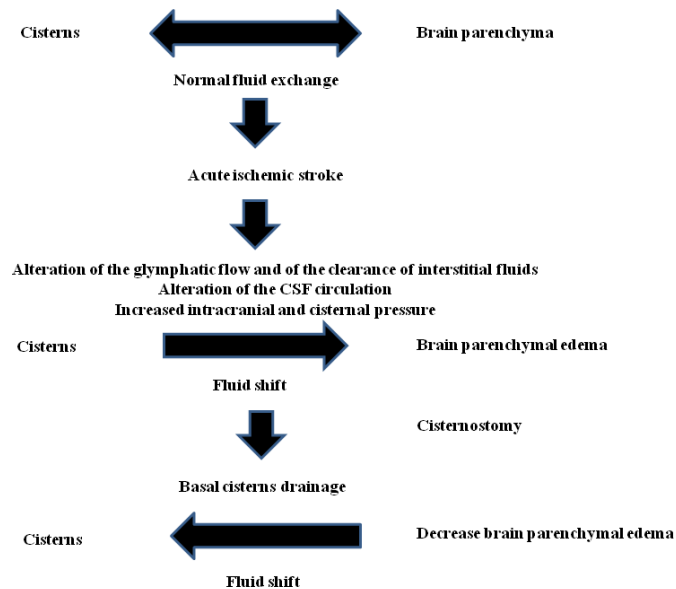 Cisterns
Brain parenchyma
Normal fluid exchange
Acute ischemic stroke
Alteration of the glymphatic flow and of the clearance of interstitial fluids
Alteration of the CSF circulation
Increased intracranial and cisternal pressure
Cisterns
Brain parenchymal edema
Fluid shift
Cisternostomy
Basal cisterns drainage
Cisterns
Decrease brain parenchymal edema
Fluid shift